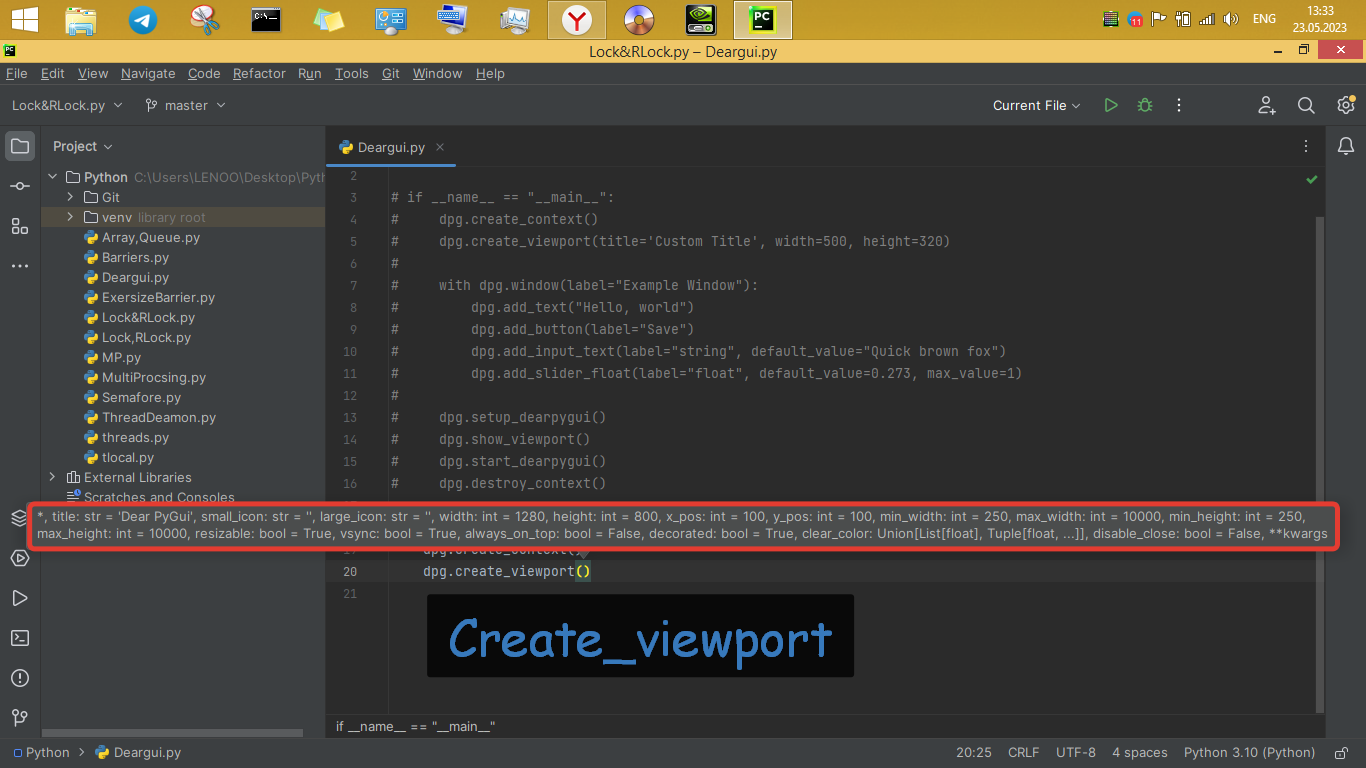 C:\.
11
ENG
13:33
23.05.2023
PC
Lock&RLock.py – Deargui.py
File Edit View Navigate Code Refactor Run Tools Git Window Help
Lock&RLock.py
master
Current File
Project
Deargui.py
Python C:\Users\LENOO\Desktop\Pyth
Git
venv library root
Array,Queue.py
Barriers.py
Deargui.py
ExersizeBarrier.py
Lock&RLock.py
Lock,RLock.py
MP.py
MultiProcsing.py
Semafore.py
ThreadDeamon.py
threads.py
tlocal.py
External Libraries
Scratches and Consoles
2
3 # if __name__ == "__main__":
4 #     dpg.create_context()
5 #     dpg.create_viewport(title='Custom Title', width=500, height=320)
6 #
7 #     with dpg.window(label="Example Window"):
8 #         dpg.add_text("Hello, world")
9 #         dpg.add_button(label="Save")
10 #         dpg.add_input_text(label="string", default_value="Quick brown fox")
11 #         dpg.add_slider_float(label="float", default_value=0.273, max_value=1)
12 #
13 #     dpg.setup_dearpygui()
14 #     dpg.show_viewport()
15 #     dpg.start_dearpygui()
16 #     dpg.destroy_context()
*, title: str = 'Dear PyGui', small_icon: str = '', large_icon: str = '', width: int = 1280, height: int = 800, x_pos: int = 100, y_pos: int = 100, min_width: int = 250, max_width: int = 10000, min_height: int = 250,
max_height: int = 10000, resizable: bool = True, vsync: bool = True, always_on_top: bool = False, decorated: bool = True, clear_color: Union[List[float], Tuple[float, ...]], disable_close: bool = False, **kwargs
dpg.create_context()
20 dpg.create_viewport()
21
Create_viewport
if __name__ == "__main__"
Python > Deargui.py
20:25 CRLF UTF-8 4 spaces Python 3.10 (Python)